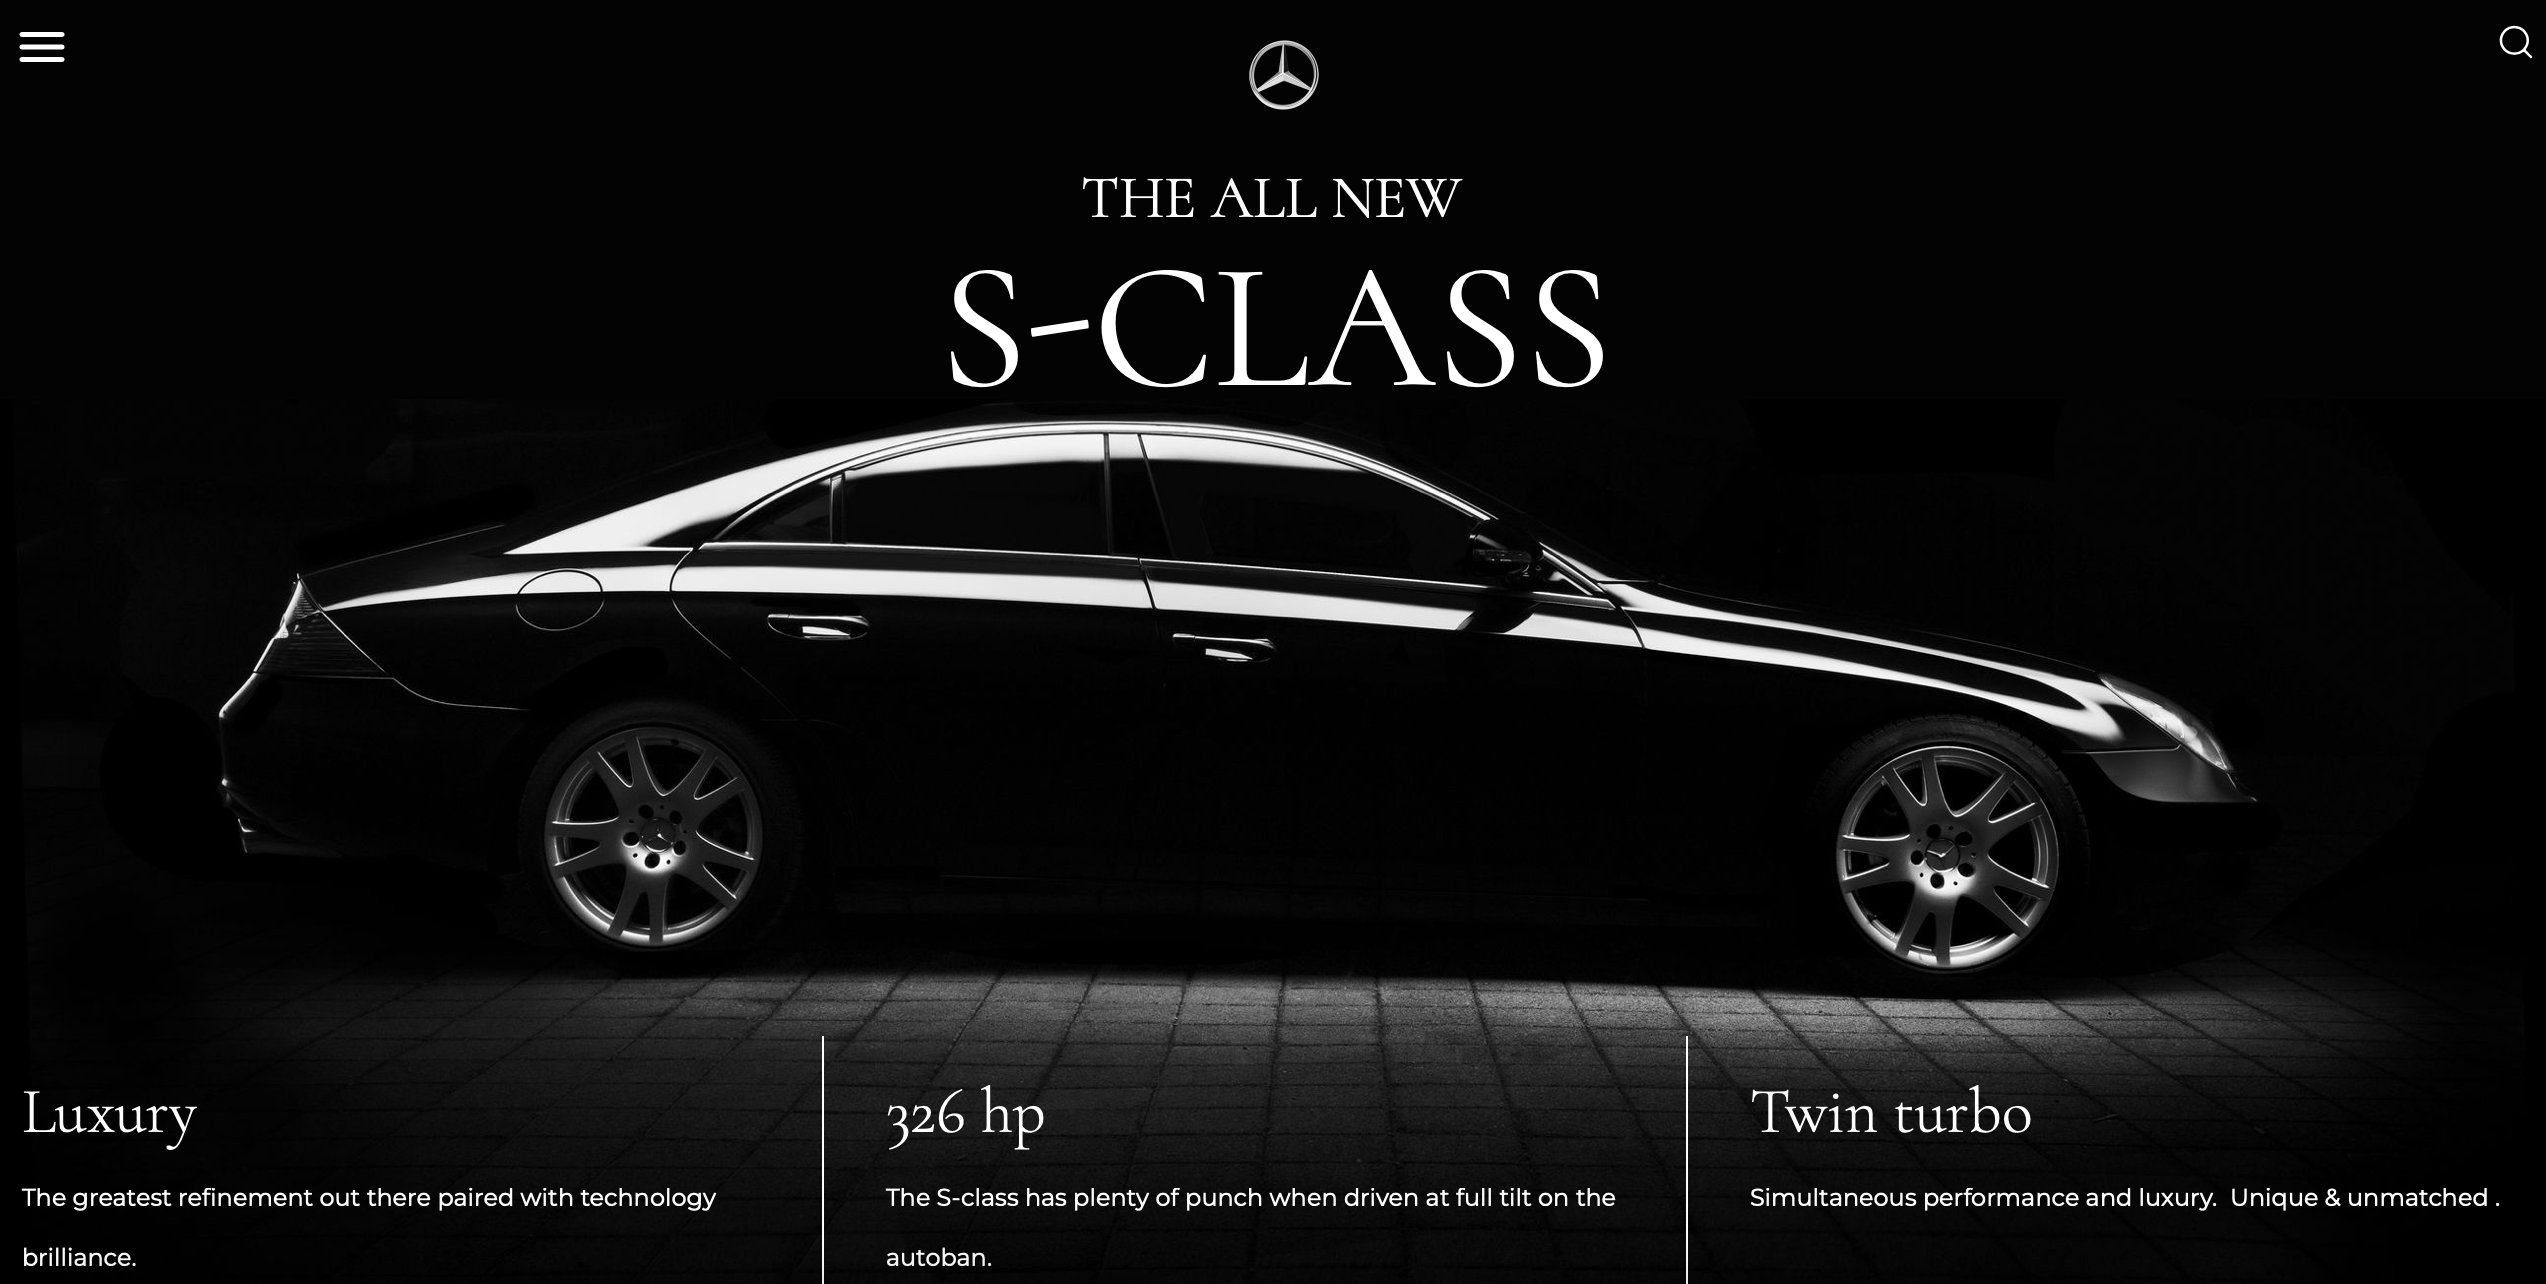 THE ALL NEW
S-CLASS
Luxury
The greatest refinement out there paired with technology
brilliance.
326 hp
The S-class has plenty of punch when driven at full tilt on the
autoban.
Twin turbo
Simultaneous performance and luxury.  Unique & unmatched .